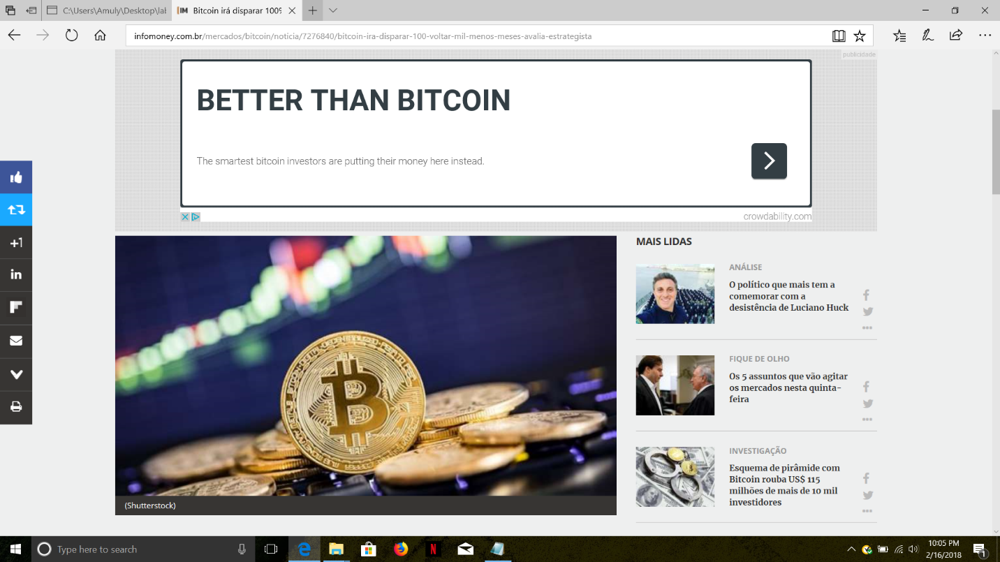 C:\Users\Amuly\Desktop\lab
Bitcoin irá disparar 100%
infomoney.com.br/mercados/bitcoin/noticia/7276840/bitcoin-ira-disparar-100-voltar-mil-menos-meses-avalia-estrategista
publicidade
BETTER THAN BITCOIN
The smartest bitcoin investors are putting their money here instead.
crowdability.com
+1
in
(Shutterstock)
MAIS LIDAS
ANÁLISE
O político que mais tem a
comemorar com a
desistência de Luciano Huck
FIQUE DE OLHO
Os 5 assuntos que vão agitar
os mercados nesta quinta-
feira
INVESTIGAÇÃO
Esquema de pirâmide com
Bitcoin rouba US$ 115
milhões de mais de 10 mil
investidores
Type here to search
10:05 PM
2/16/2018
1